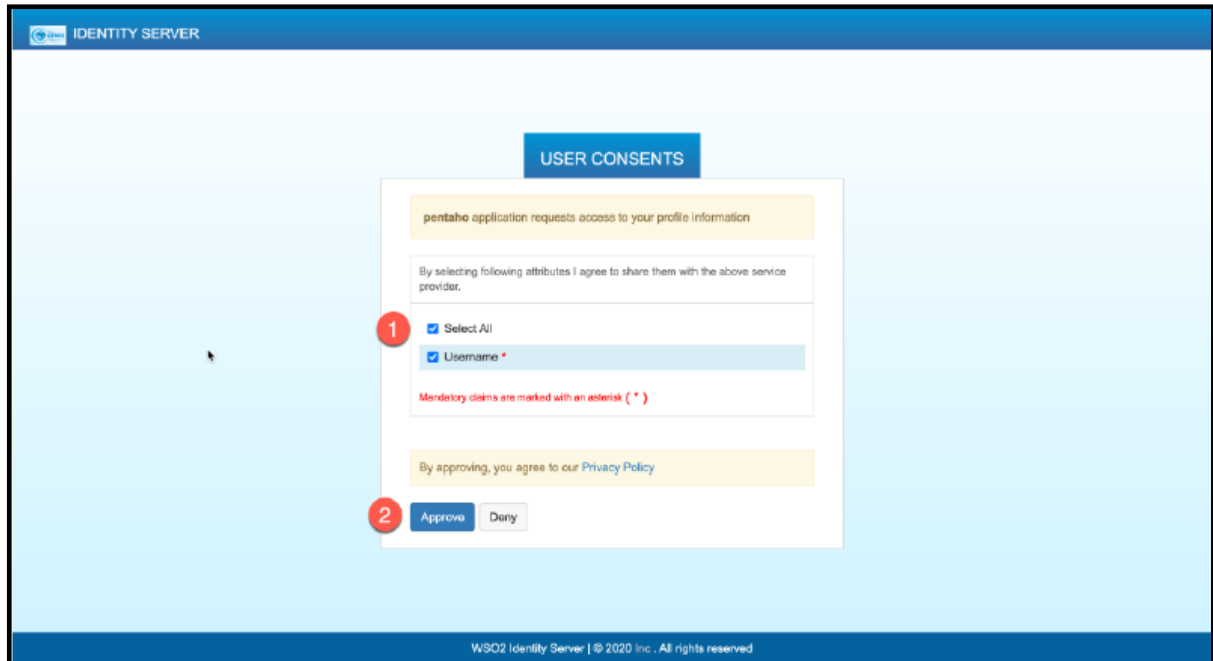 IDENTITY SERVER
USER CONSENTS
pentaho application requests access to your profile information
By selecting following attributes I agree to share them with the above service
provider.
1
Select All
Username *
Mandatory claims are marked with an asterisk ( * )
By approving, you agree to our Privacy Policy
2
Approve Deny
WSO2 Identity Server | © 2020 Inc . All rights reserved